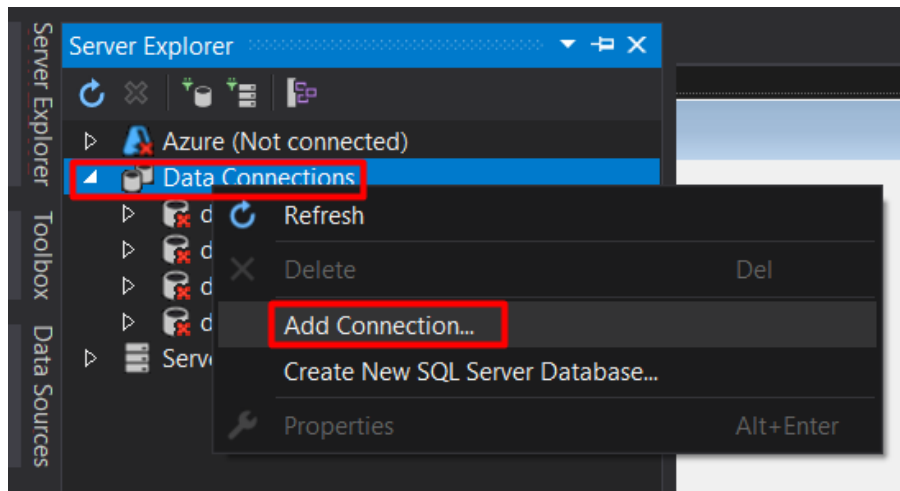 Server Explorer
Toolbox
Data Sources
Server Explorer
Azure (Not connected)
Data Connections
d
d
d
d
Serv
Refresh
Delete Del
Add Connection...
Create New SQL Server Database...
Properties Alt+Enter